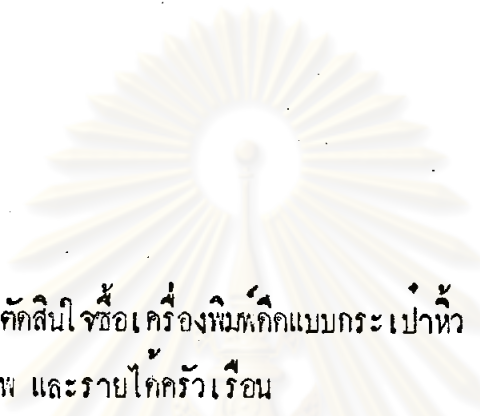 ตัดสินใจซื้อเครื่องพิมพ์ดีดแบบกระเป๋าหิ้ว
และรายได้ครัวเรือน